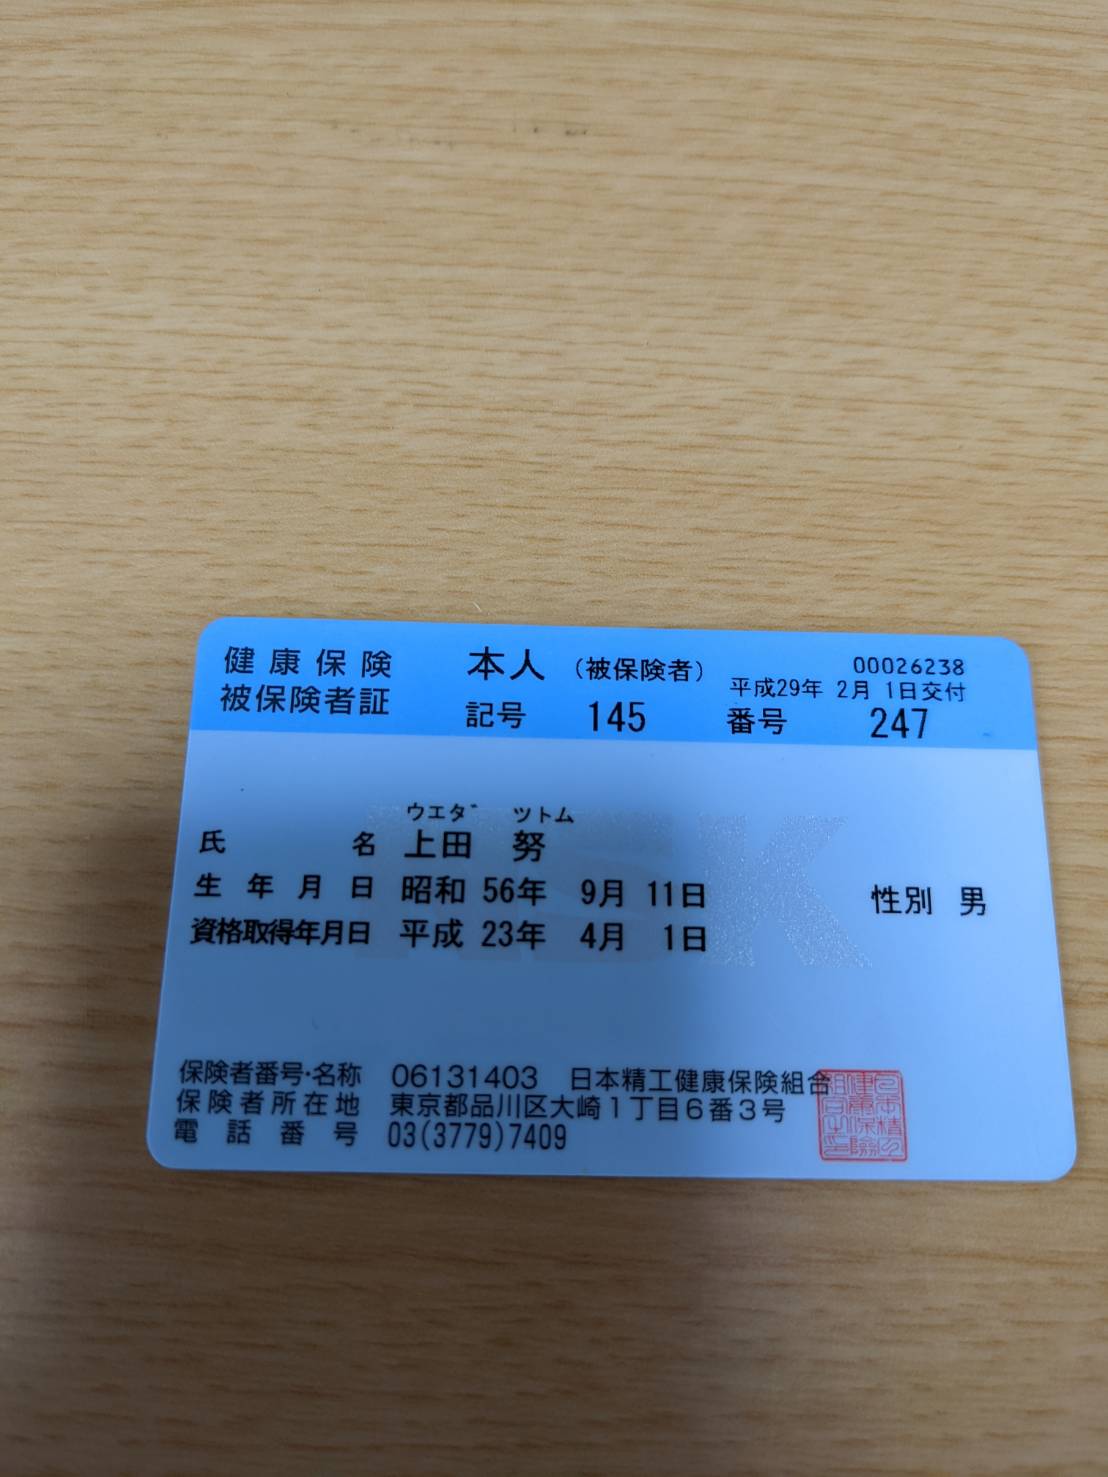 健康保険 本人 (被保険者) 00026238
被保険者証 平成29年 2月 1日交付
記号 145 番号 247
ウエダ ツトム
氏名 上田 努
生年月日 昭和 56年 9月 11日 性別 男
資格取得年月日 平成 23年 4月 1日
保険者番号・名称 06131403 日本精工健康保険組合
保険者所在地 東京都品川区大崎1丁目6番3号
電話番号 03(3779)7409